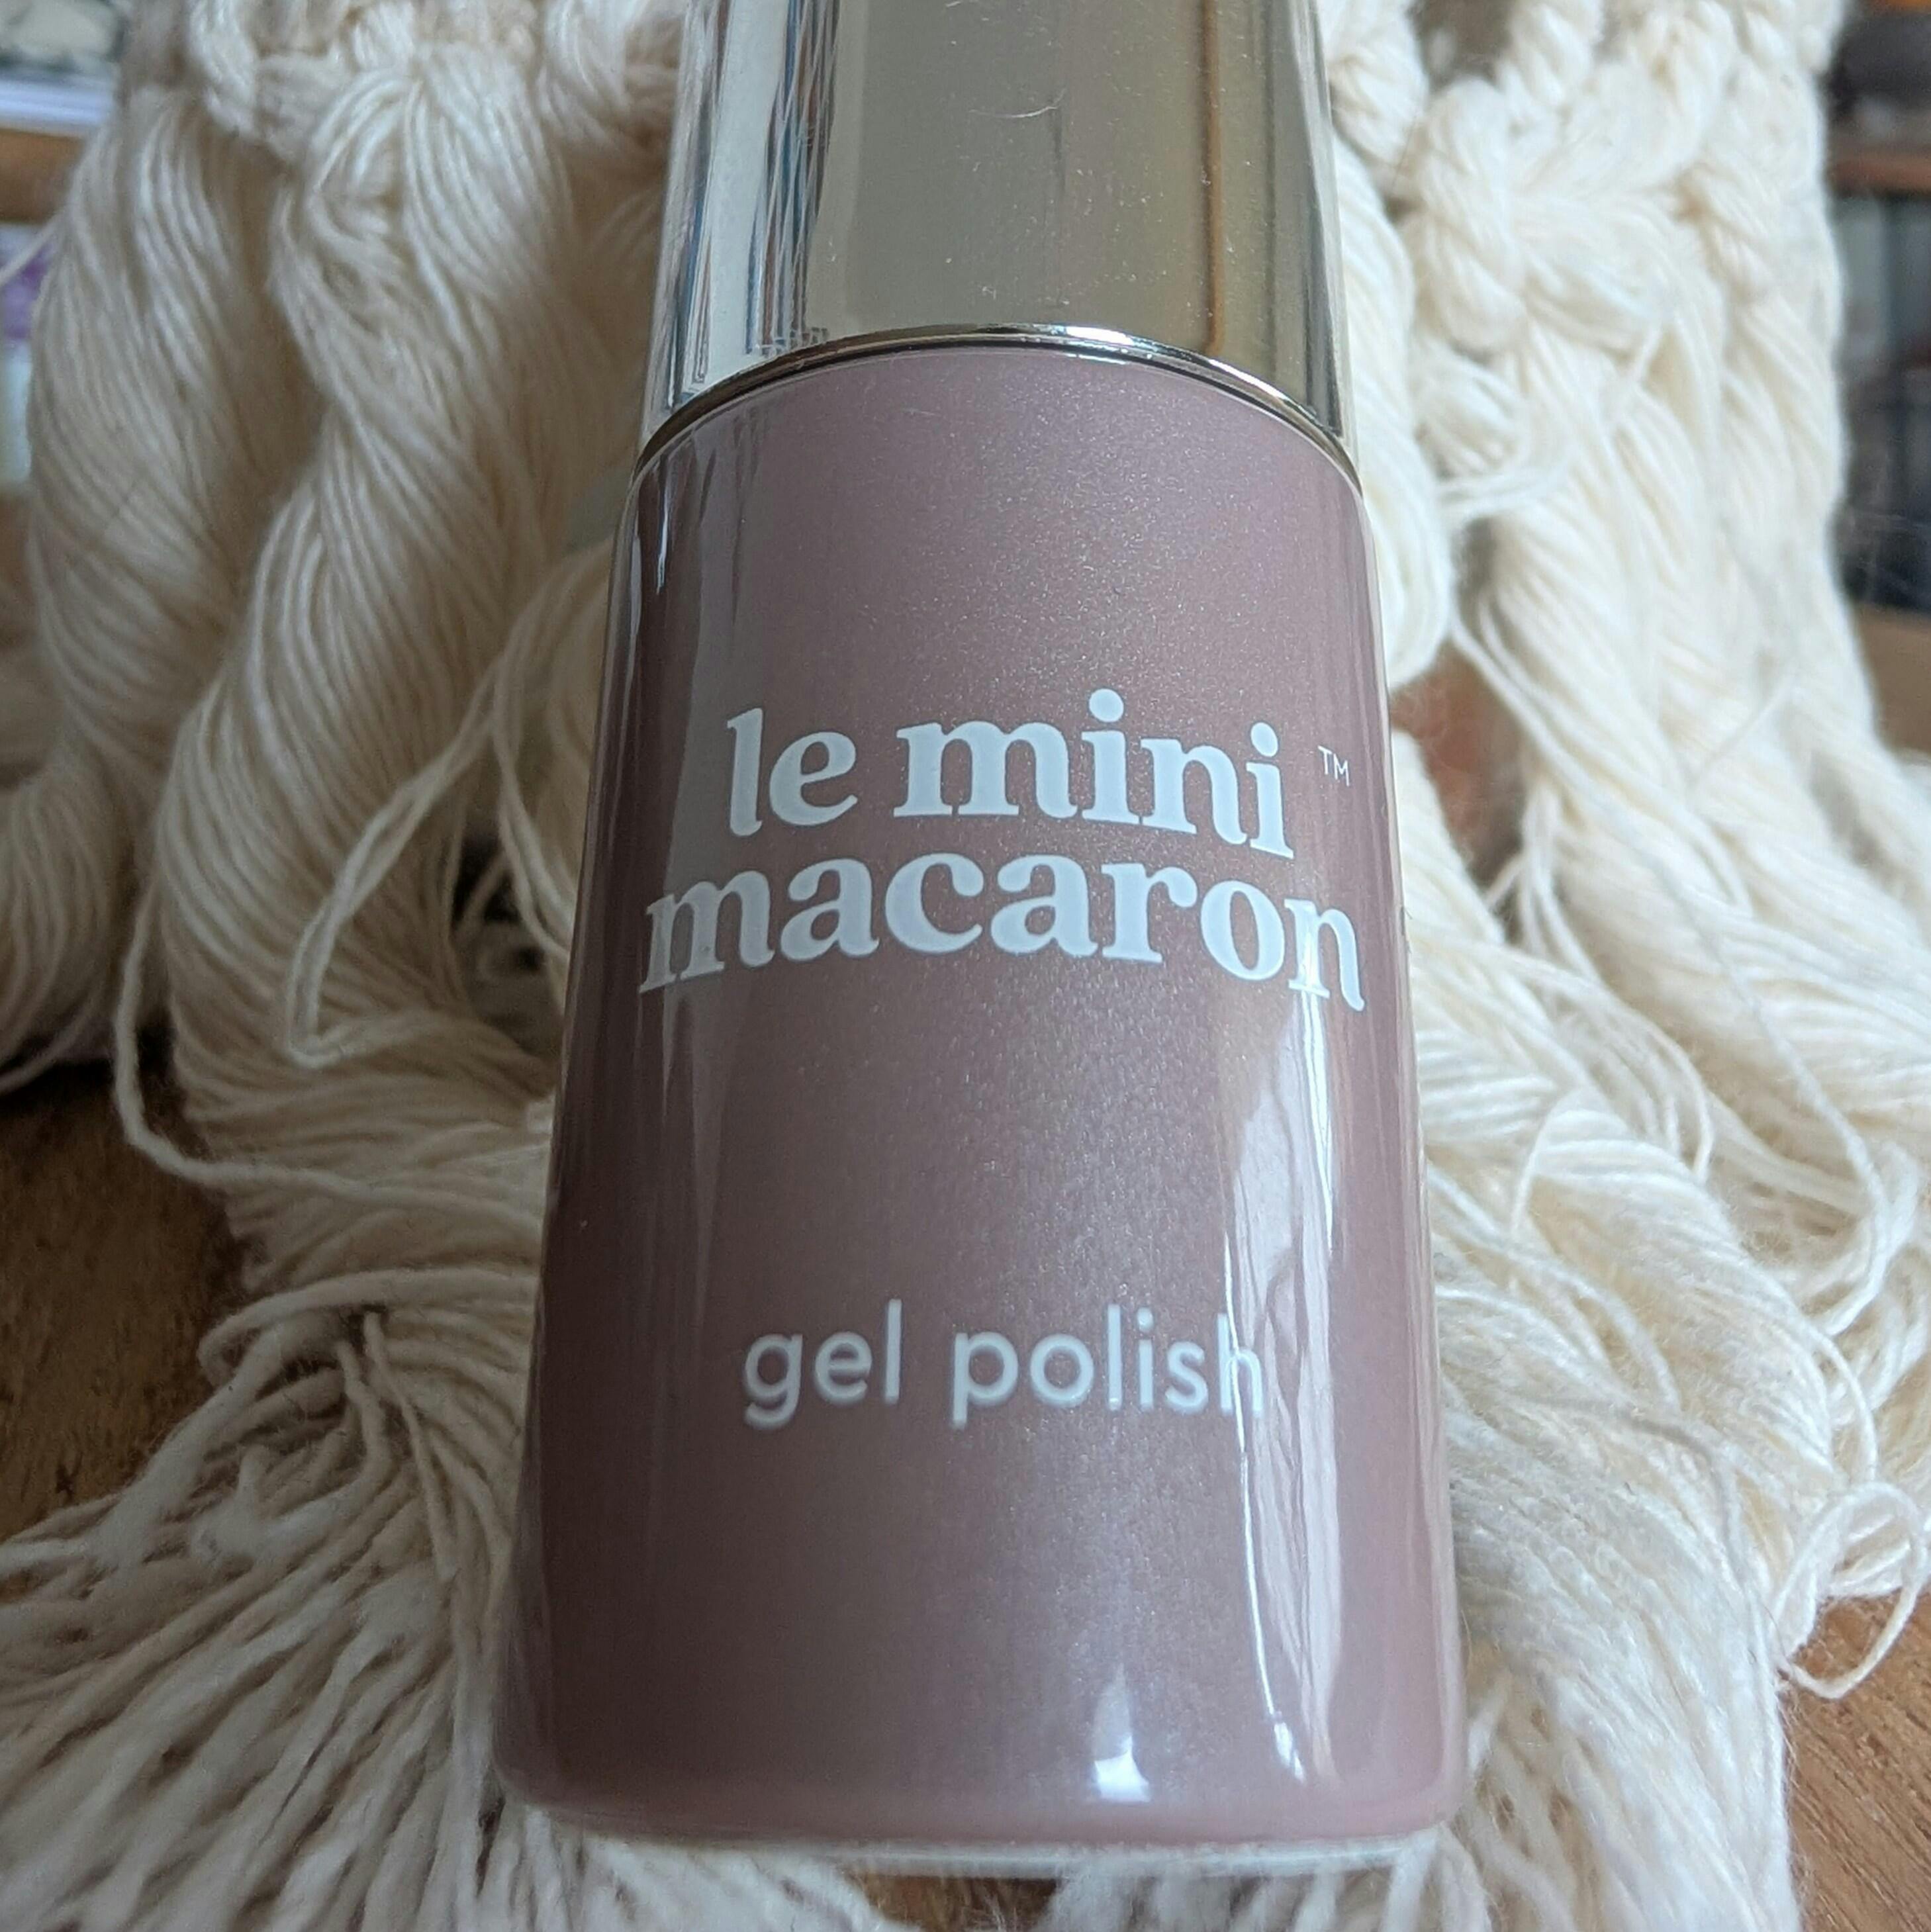 le mini ™
macaron
gel polish